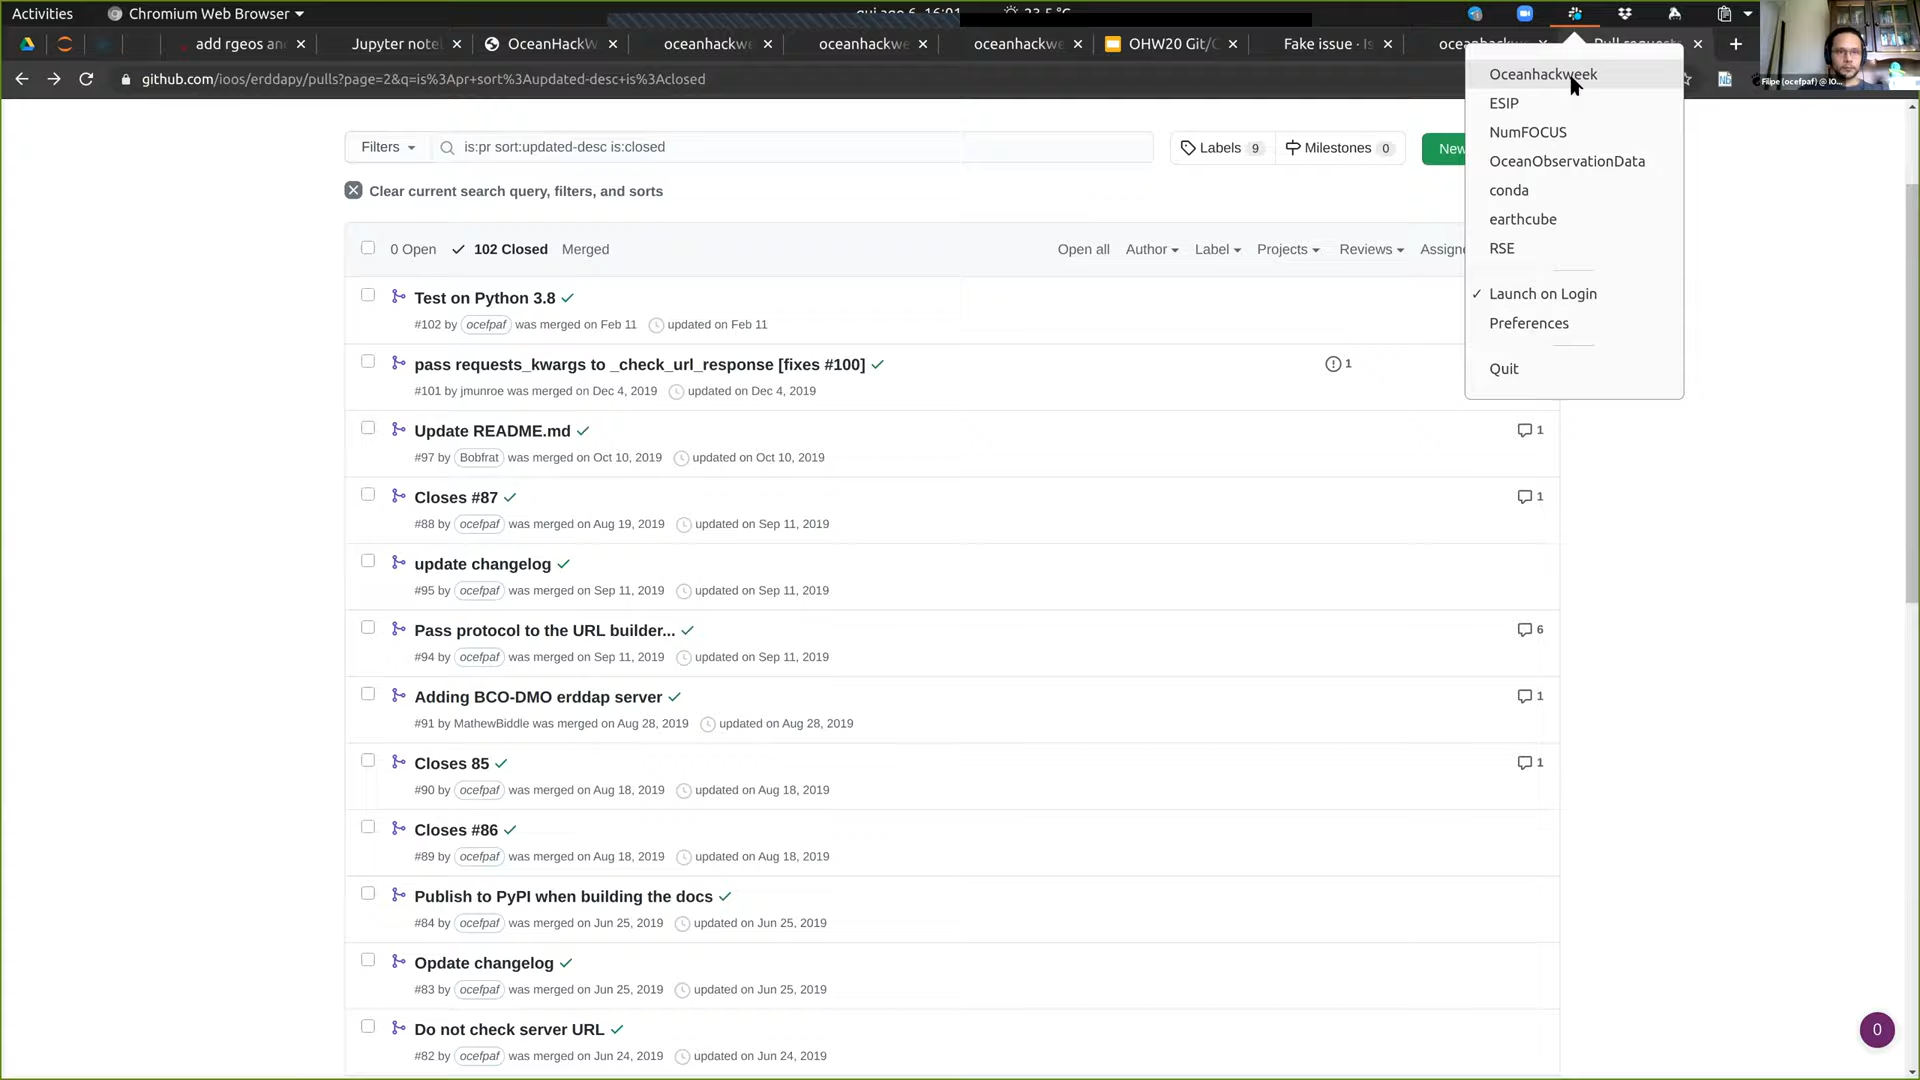 Activities
Chromium Web Browser
23.5 °C
add rgeos an
Jupyter note
OceanHackW
oceanhackwe
oceanhackwe
oceanhackwe
OHW20 Git/
Fake issue · Is
github.com/ioos/erddapy/pulls?page=2&q=is%3Apr+sort%3Aupdated-desc+is%3Aclosed
Oceanhackweek
ESIP
NumFOCUS
OceanObservationData
conda
earthcube
RSE
✓ Launch on Login
Preferences
Quit
Filters
is:pr sort:updated-desc is:closed
Labels 9
Milestones 0
New
Clear current search query, filters, and sorts
0 Open
✓ 102 Closed
Merged
Open all
Author
Label
Projects
Reviews
Assigne
Test on Python 3.8 ✓
#102 by ocefpaf was merged on Feb 11 updated on Feb 11
pass requests_kwargs to _check_url_response [fixes #100] ✓
1
#101 by jmunroe was merged on Dec 4, 2019 updated on Dec 4, 2019
Update README.md ✓
1
#97 by Bobfrat was merged on Oct 10, 2019 updated on Oct 10, 2019
Closes #87 ✓
1
#88 by ocefpaf was merged on Aug 19, 2019 updated on Sep 11, 2019
update changelog ✓
#95 by ocefpaf was merged on Sep 11, 2019 updated on Sep 11, 2019
Pass protocol to the URL builder... ✓
6
#94 by ocefpaf was merged on Sep 11, 2019 updated on Sep 11, 2019
Adding BCO-DMO erddap server ✓
1
#91 by MathewBiddle was merged on Aug 28, 2019 updated on Aug 28, 2019
Closes 85 ✓
1
#90 by ocefpaf was merged on Aug 18, 2019 updated on Aug 18, 2019
Closes #86 ✓
#89 by ocefpaf was merged on Aug 18, 2019 updated on Aug 18, 2019
Publish to PyPI when building the docs ✓
#84 by ocefpaf was merged on Jun 25, 2019 updated on Jun 25, 2019
Opdate changelog ✓
#83 by ocefpaf was merged on Jun 25, 2019 updated on Jun 25, 2019
Do not check server URL ✓
#82 by ocefpaf was merged on Jun 24, 2019 updated on Jun 24, 2019
0
Filipe (ocefpaf) @ IO...